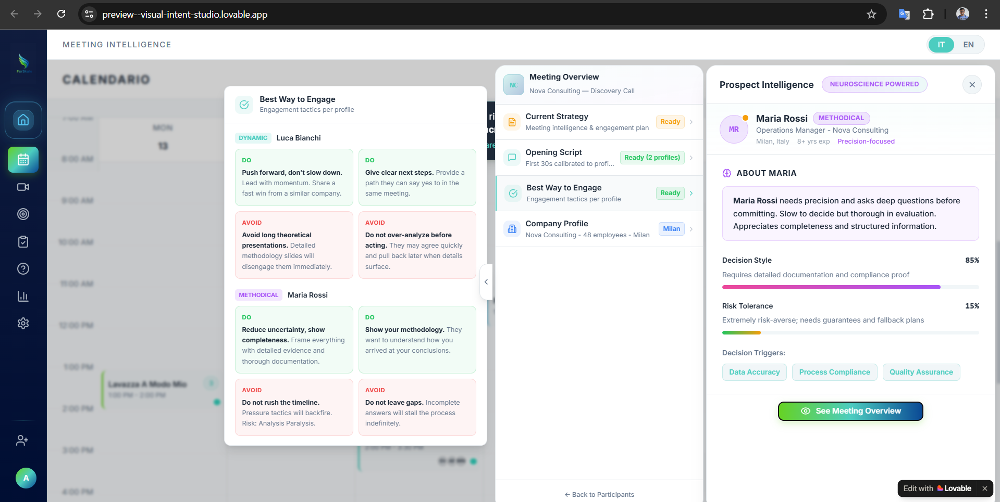 preview--visual-intent-studio.lovable.app
MEETING INTELLIGENCE
IT EN
ForSkale
CALENDARIO
MON
13
8:00 AM
9:00 AM
10:00 AM
11:00 AM
12:00 PM
1:00 PM
Lavazza A Modo Mio
1:00 PM - 2:00 PM
2:00 PM
3:00 PM
4:00 PM
A
Best Way to Engage
Engagement tactics per profile
DYNAMIC Luca Bianchi
DO
Push forward, don't slow down.
Lead with momentum. Share a
fast win from a similar company.
DO
Give clear next steps. Provide a
path they can say yes to in the
same meeting.
AVOID
Avoid long theoretical
presentations. Detailed
methodology slides will
disengage them immediately.
AVOID
Do not over-analyze before
acting. They may agree quickly
and pull back later when details
surface.
METHODICAL Maria Rossi
DO
Reduce uncertainty, show
completeness. Frame everything
with detailed evidence and
thorough documentation.
DO
Show your methodology. They
want to understand how you
arrived at your conclusions.
AVOID
Do not rush the timeline.
Pressure tactics will backfire.
Risk: Analysis Paralysis.
AVOID
Do not leave gaps. Incomplete
answers will stall the process
indefinitely.
2:00 PM - 3:30 PM
NC
Meeting Overview
Nova Consulting — Discovery Call
Current Strategy
Meeting intelligence & engagement plan
Ready
Opening Script
First 30s calibrated to profi...
Ready (2 profiles)
Best Way to Engage
Engagement tactics per profile
Ready
Company Profile
Nova Consulting - 48 employees - Milan
Milan
← Back to Participants
Prospect Intelligence NEUROSCIENCE POWERED
MR
Maria Rossi METHODICAL
Operations Manager - Nova Consulting
Milan, Italy 8+ yrs exp Precision-focused
ABOUT MARIA
Maria Rossi needs precision and asks deep questions before
committing. Slow to decide but thorough in evaluation.
Appreciates completeness and structured information.
Decision Style 85%
Requires detailed documentation and compliance proof
Risk Tolerance 15%
Extremely risk-averse; needs guarantees and fallback plans
Decision Triggers:
Data Accuracy Process Compliance Quality Assurance
See Meeting Overview
Edit with Lovable